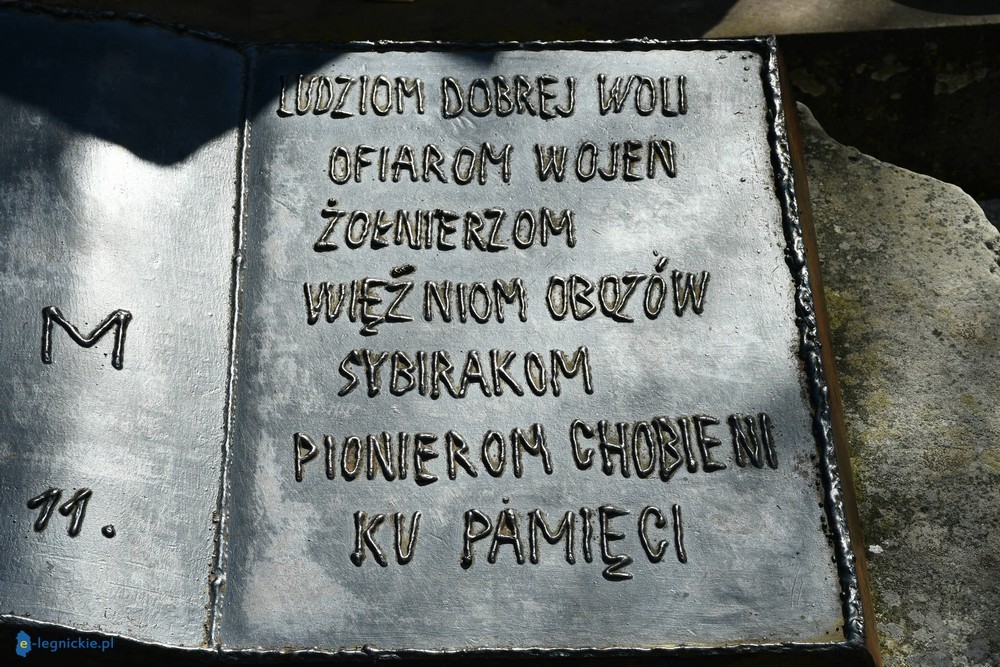 M
11.
LUDZIOM DOBREJ WOLI
OFIAROM WOJEN
ŻOŁNIERZOM
WIĘŹNIOM OBOZÓW
SYBIRAKOM
PIONIEROM CHOBIENI
KU PAMIĘCI
e-legnickie.pl